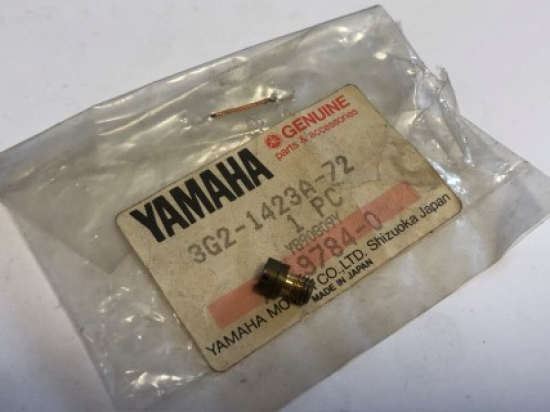 GENUINE
parts & accessories
YAMAHA
3G2-1423A-72
1 PC
Y880809Y
9784-0
YAMAHA MO CO.,LTD. Shizuoka Japan
MADE IN JAPAN